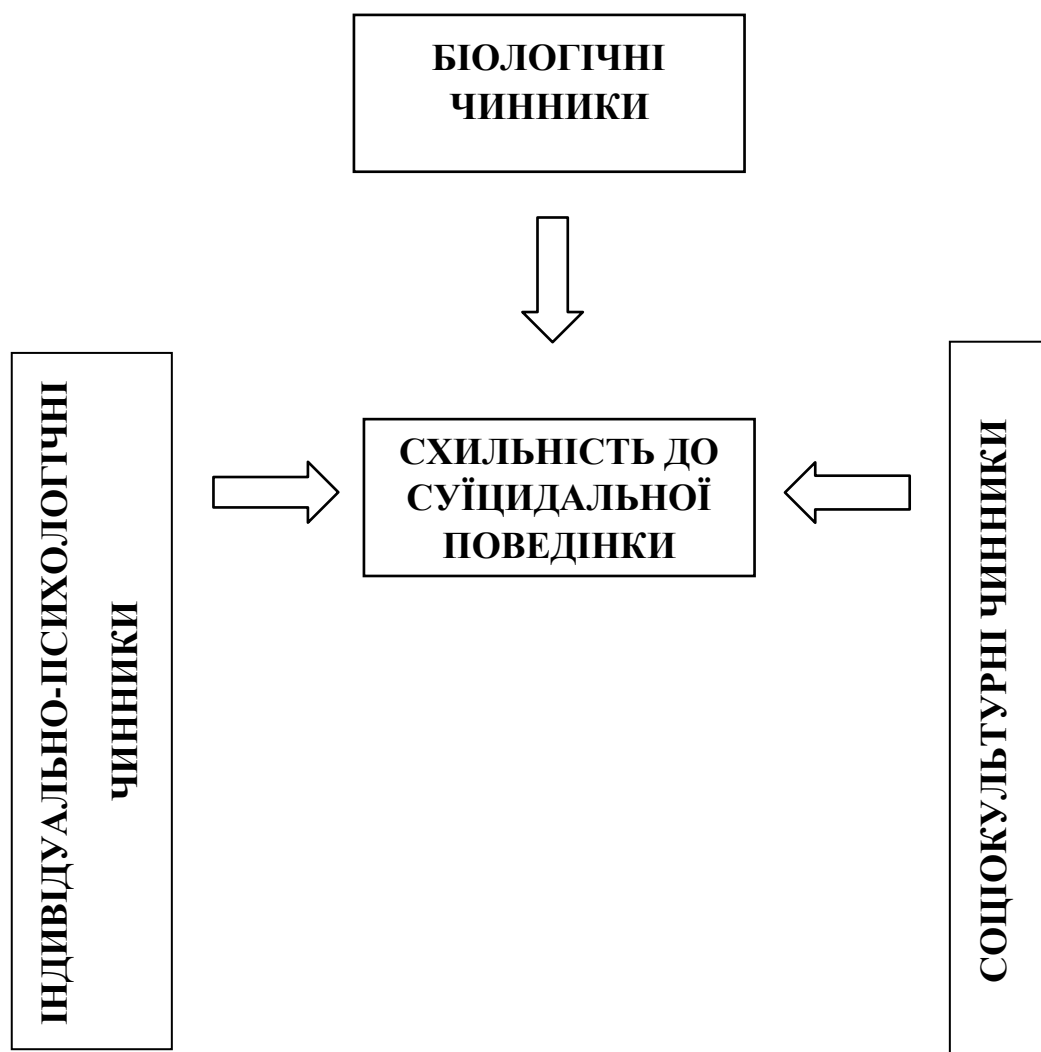 БІОЛОГІЧНІ
ЧИННИКИ
ІНДИВІДУАЛЬНО-ПСИХОЛОГІЧНІ
ЧИННИКИ
СХИЛЬНІСТЬ ДО
СУЇЦИДАЛЬНОЇ
ПОВЕДІНКИ
СОЦІОКУЛЬТУРНІ ЧИННИКИ